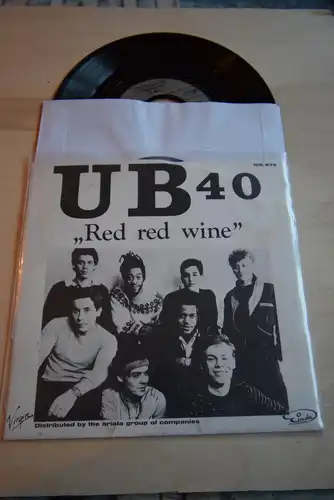 UB40
„Red red wine”
Virgin
Distributed by the ariola group of companies